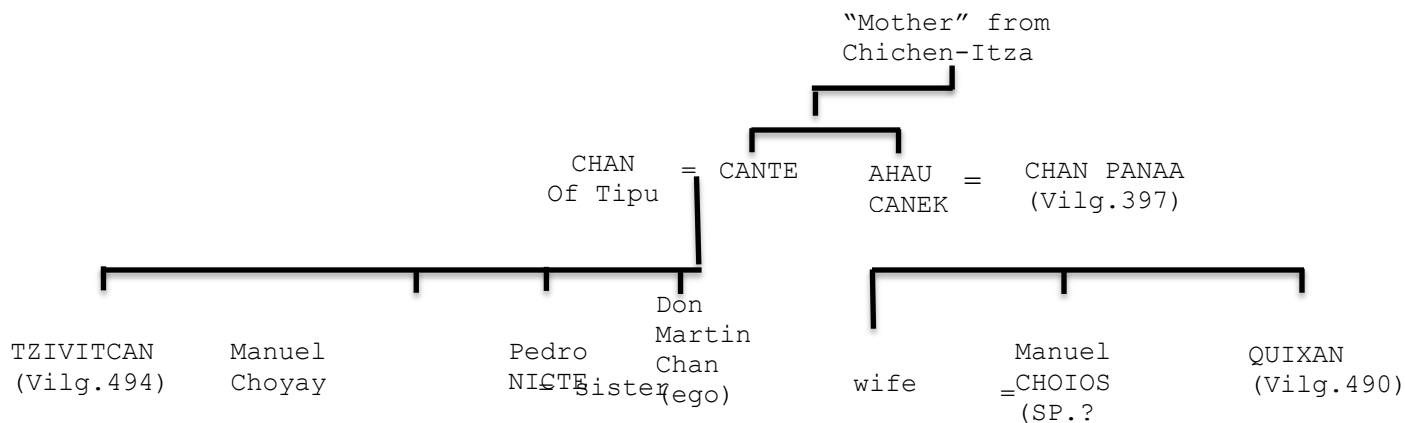 “Mother” from
Chichen-Itza
CHAN
Of Tipu
=
CANTE
AHAU
CANEK
=
CHAN PANAA
(Vilg.397)
TZIVITCAN
(Vilg.494)
Manuel
Choyay
Pedro
NICTE
= sister
Don
Martin
Chan
(ego)
wife
=
Manuel
CHOIOS
(SP.?
QUIXAN
(Vilg.490)